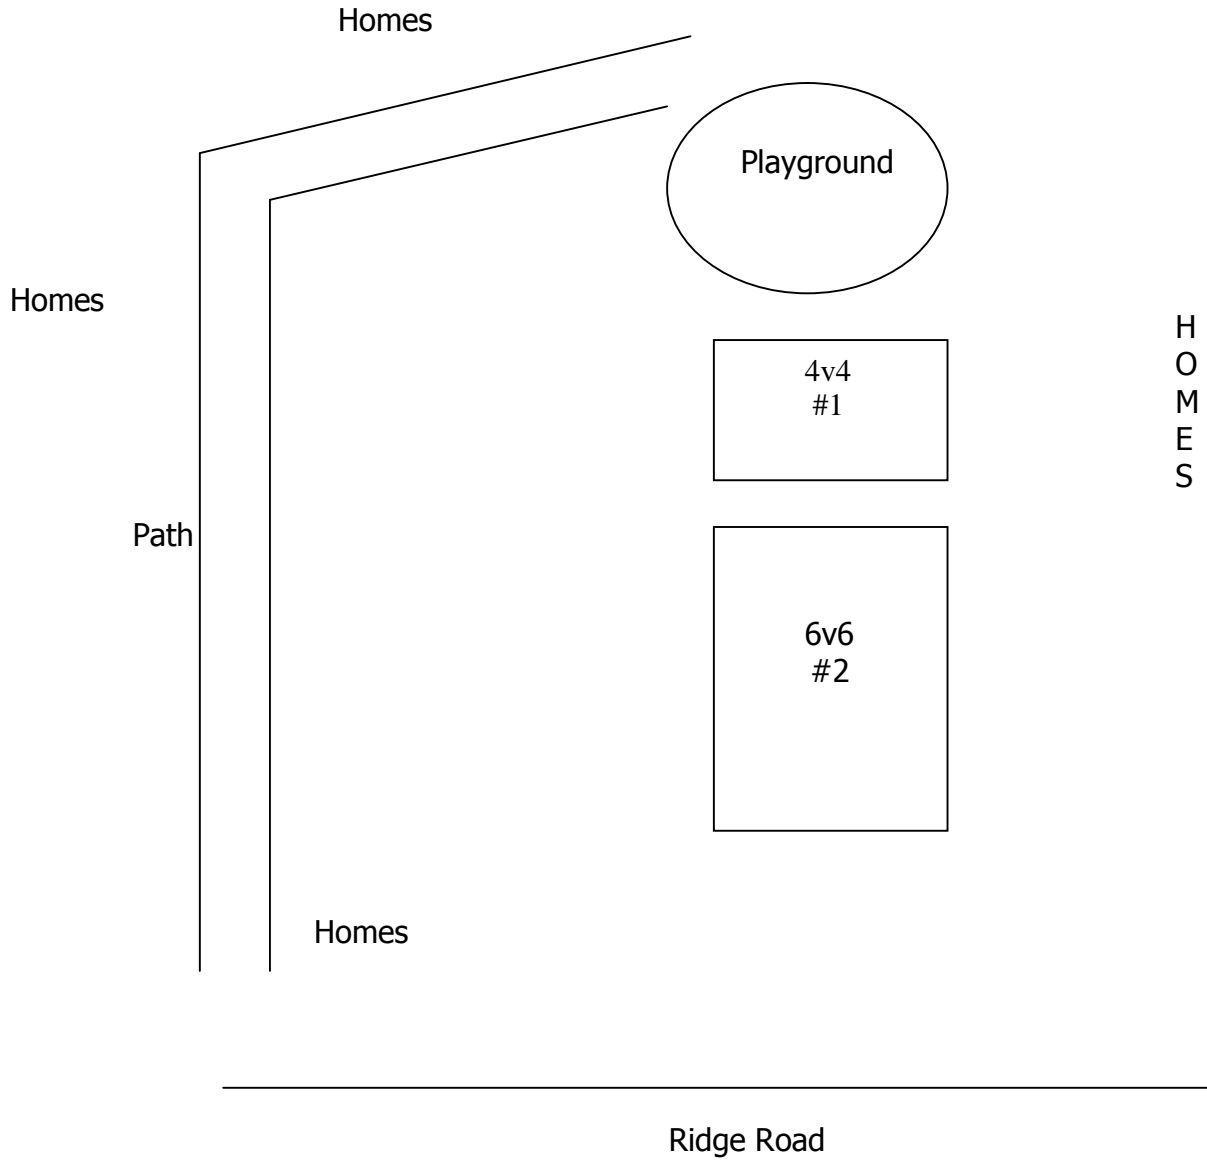 Homes
Playground
Homes
H
O
M
E
S
4v4
#1
Path
6v6
#2
Homes
Ridge Road